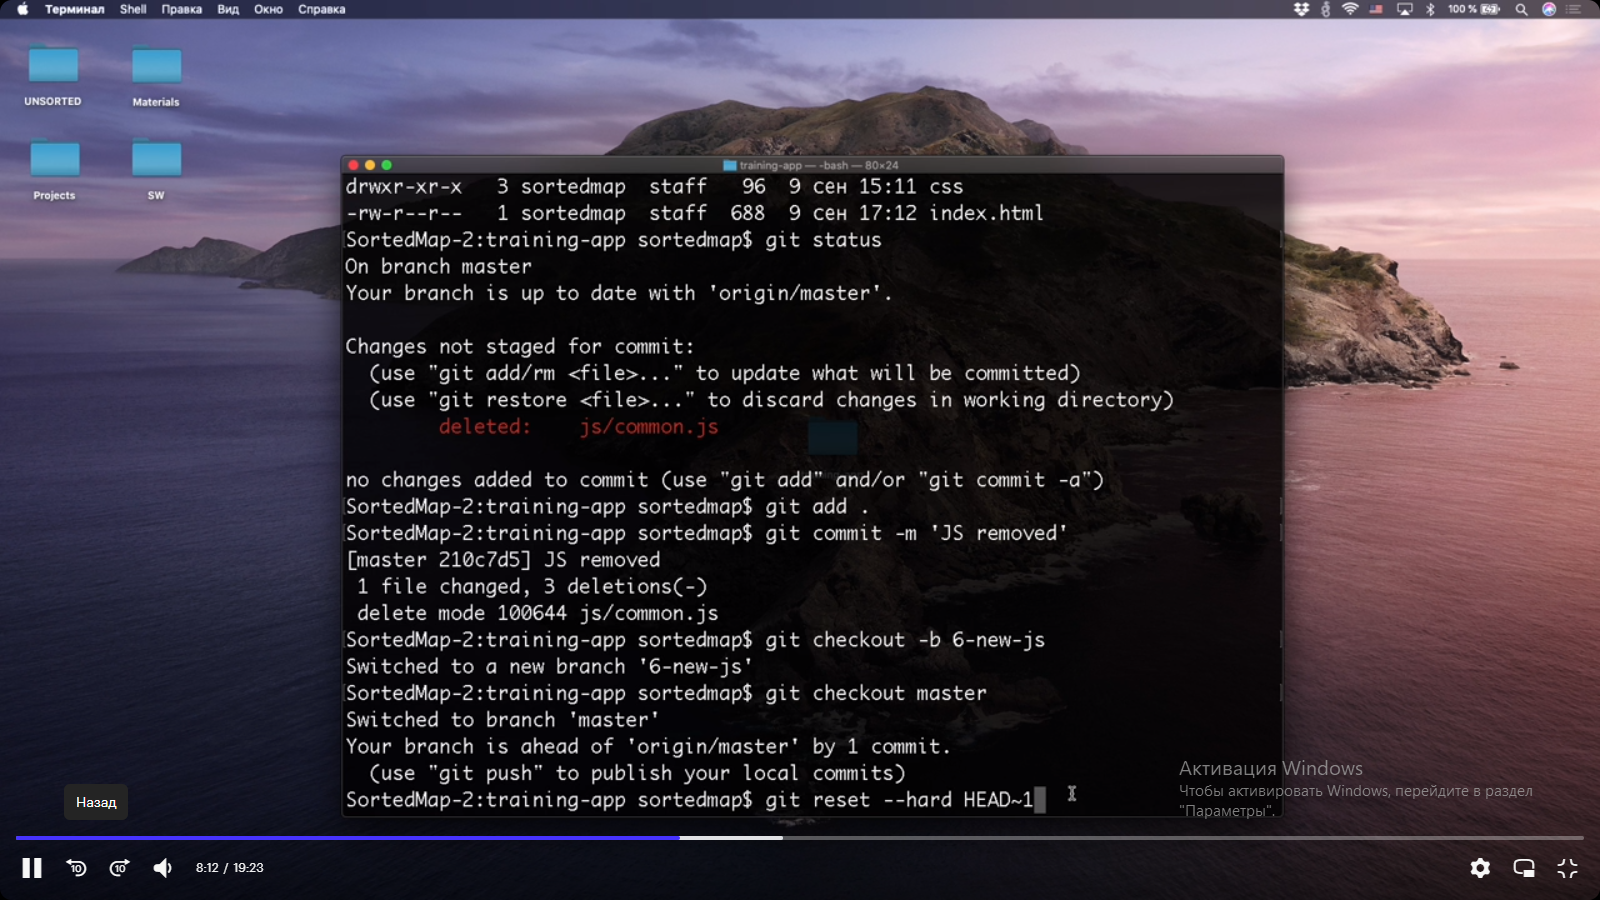 Терминал Shell Правка Вид Окно Справка 100 %
UNSORTED Materials
Projects SW
training-app — -bash — 80×24
drwxr-xr-x   3 sortedmap  staff   96  9 сен 15:11 css
-rw-r--r--   1 sortedmap  staff  688  9 сен 17:12 index.html
[SortedMap-2:training-app sortedmap$ git status
On branch master
Your branch is up to date with 'origin/master'.
Changes not staged for commit:
  (use "git add/rm <file>..." to update what will be committed)
  (use "git restore <file>..." to discard changes in working directory)
        deleted:    js/common.js
no changes added to commit (use "git add" and/or "git commit -a")
[SortedMap-2:training-app sortedmap$ git add .
[SortedMap-2:training-app sortedmap$ git commit -m 'JS removed'
[master 210c7d5] JS removed
 1 file changed, 3 deletions(-)
 delete mode 100644 js/common.js
[SortedMap-2:training-app sortedmap$ git checkout -b 6-new-js
Switched to a new branch '6-new-js'
[SortedMap-2:training-app sortedmap$ git checkout master
Switched to branch 'master'
Your branch is ahead of 'origin/master' by 1 commit.
  (use "git push" to publish your local commits)
SortedMap-2:training-app sortedmap$ git reset --hard HEAD~1
Активация Windows
Чтобы активировать Windows, перейдите в раздел
"Параметры".
Назад
10 10 8:12 / 19:23